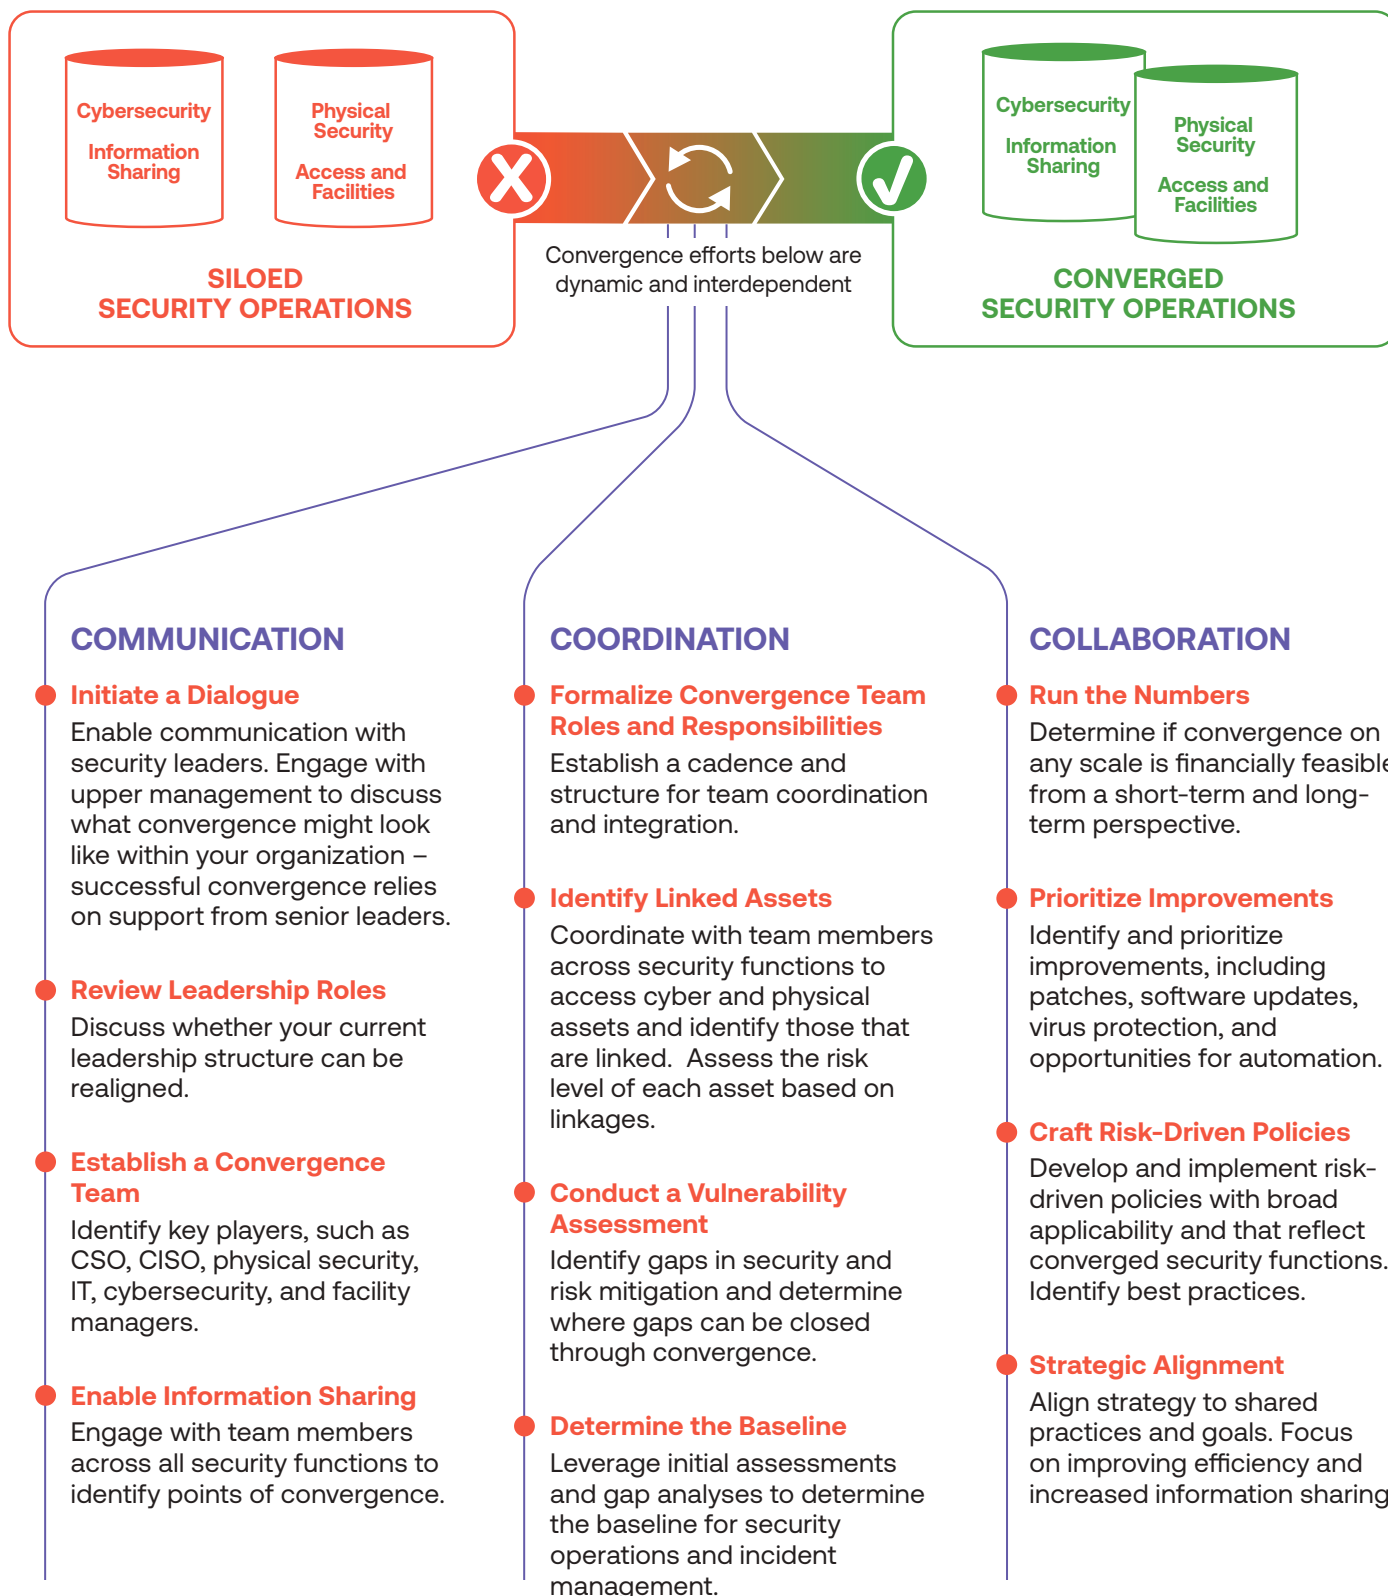 Cybersecurity
Information
Sharing
Physical
Security
Access and
Facilities
SILOED
SECURITY OPERATIONS
Convergence efforts below are
dynamic and interdependent
Cybersecurity
Information
Sharing
Physical
Security
Access and
Facilities
CONVERGED
SECURITY OPERATIONS
COMMUNICATION
Initiate a Dialogue
Enable communication with
security leaders. Engage with
upper management to discuss
what convergence might look
like within your organization –
successful convergence relies
on support from senior leaders.
Review Leadership Roles
Discuss whether your current
leadership structure can be
realigned.
Establish a Convergence
Team
Identify key players, such as
CSO, CISO, physical security,
IT, cybersecurity, and facility
managers.
Enable Information Sharing
Engage with team members
across all security functions to
identify points of convergence.
COORDINATION
Formalize Convergence Team
Roles and Responsibilities
Establish a cadence and
structure for team coordination
and integration.
Identify Linked Assets
Coordinate with team members
across security functions to
access cyber and physical
assets and identify those that
are linked.  Assess the risk
level of each asset based on
linkages.
Conduct a Vulnerability
Assessment
Identify gaps in security and
risk mitigation and determine
where gaps can be closed
through convergence.
Determine the Baseline
Leverage initial assessments
and gap analyses to determine
the baseline for security
operations and incident
management.
COLLABORATION
Run the Numbers
Determine if convergence on
any scale is financially feasible
from a short-term and long-
term perspective.
Prioritize Improvements
Identify and prioritize
improvements, including
patches, software updates,
virus protection, and
opportunities for automation.
Craft Risk-Driven Policies
Develop and implement risk-
driven policies with broad
applicability and that reflect
converged security functions.
Identify best practices.
Strategic Alignment
Align strategy to shared
practices and goals. Focus
on improving efficiency and
increased information sharing